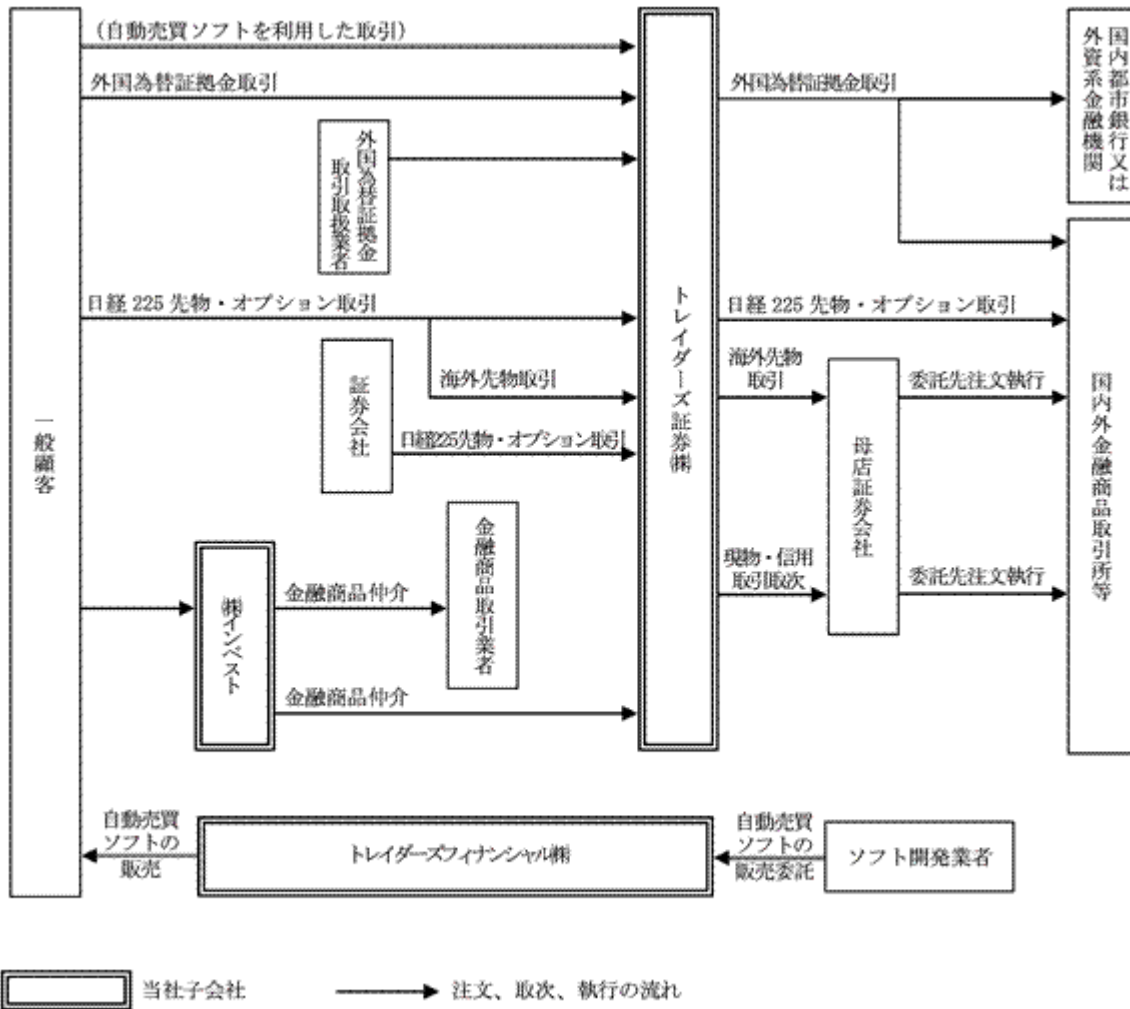 （自動売買ソフトを利用した取引）
外国為替証拠金取引
外国為替証拠金取引
国内都市銀行又は
外資系金融機関
外国為替証拠金
取引取扱業者
日経 225 先物・オプション取引
日経 225 先物・オプション取引
一般顧客
トレイダーズ証券㈱
国内外金融商品取引所等
証券会社
海外先物取引
海外先物
取引
委託先注文執行
日経225先物・オプション取引
母店証券会社
金融商品取引業者
㈱インベスト
金融商品仲介
現物・信用
取引取次
委託先注文執行
金融商品仲介
自動売買
ソフトの
販売
トレイダーズフィナンシャル㈱
自動売買
ソフトの
販売委託
ソフト開発業者
当社子会社
注文、取次、執行の流れ